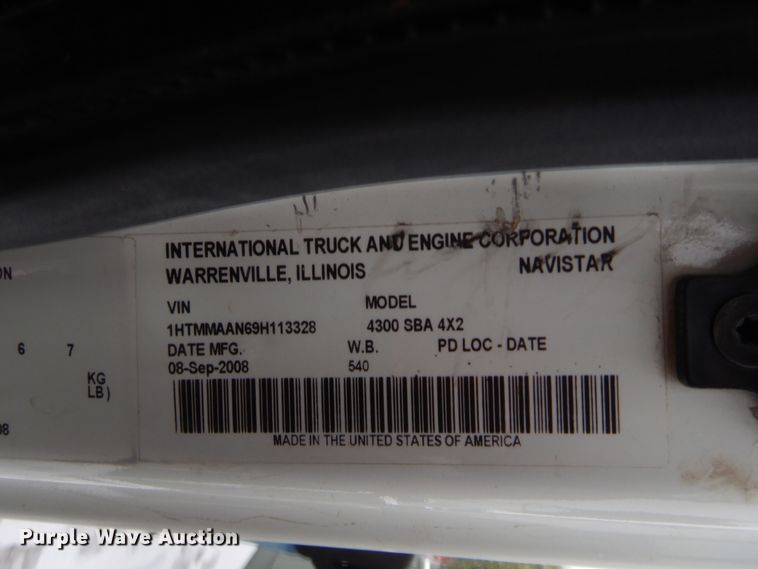 INTERNATIONAL TRUCK AND ENGINE CORPORATION
WARRENVILLE, ILLINOIS NAVISTAR
VIN MODEL
1HTMMAAN69H113328 4300 SBA 4X2
DATE MFG. W.B. PD LOC - DATE
08-Sep-2008 540
MADE IN THE UNITED STATES OF AMERICA
ON
6 7
KG
LB)
08
Purple Wave Auction